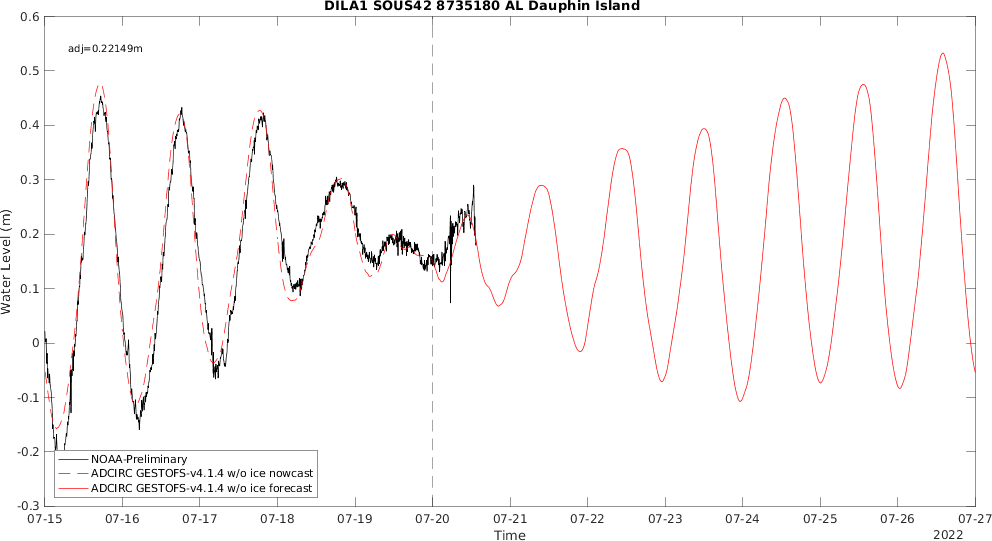 DILA1 SOUS42 8735180 AL Dauphin Island
adj=0.22149m
Water Level (m)
0.6
0.5
0.4
0.3
0.2
0.1
0
-0.1
-0.2
-0.3
NOAA-Preliminary
ADCIRC GESTOFS-v4.1.4 w/o ice nowcast
ADCIRC GESTOFS-v4.1.4 w/o ice forecast
07-15 07-16 07-17 07-18 07-19 07-20 07-21 07-22 07-23 07-24 07-25 07-26 07-27
Time
2022